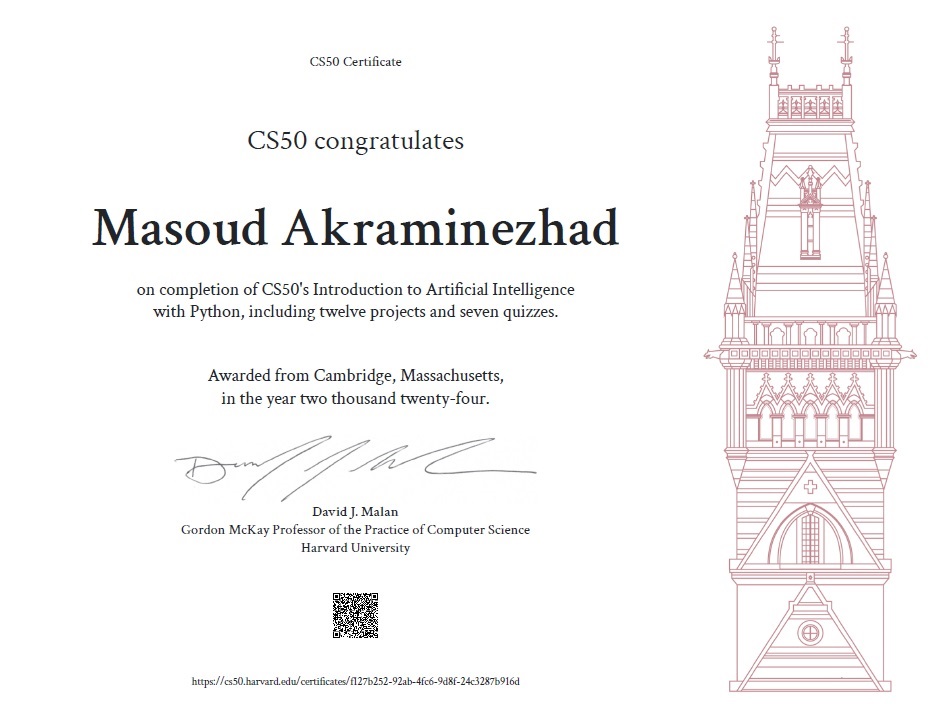 CS50 Certificate
CS50 congratulates
Masoud Akraminezhad
on completion of CS50's Introduction to Artificial Intelligence
with Python, including twelve projects and seven quizzes.
Awarded from Cambridge, Massachusetts,
in the year two thousand twenty-four.
David J. Malan
Gordon McKay Professor of the Practice of Computer Science
Harvard University
https://cs50.harvard.edu/certificates/f127b252-92ab-4fc6-9d8f-24c3287b916d